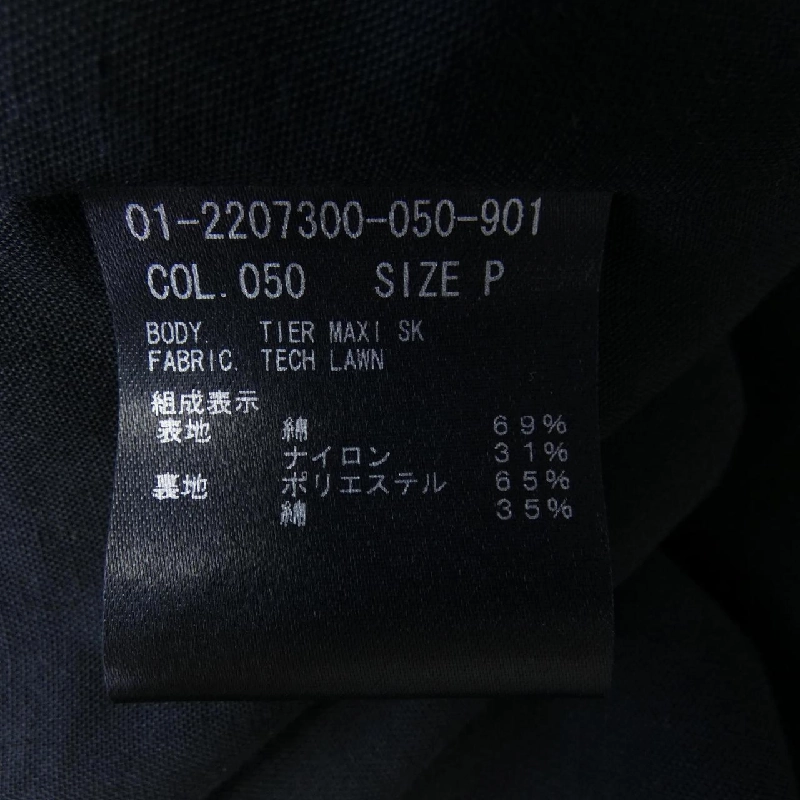 01-2207300-050-901
COL. 050 SIZE P
BODY. TIER MAXI SK
FABRIC. TECH LAWN
組成表示
表地 綿 69%
ナイロン 31%
裏地 ポリエステル 65%
綿 35%